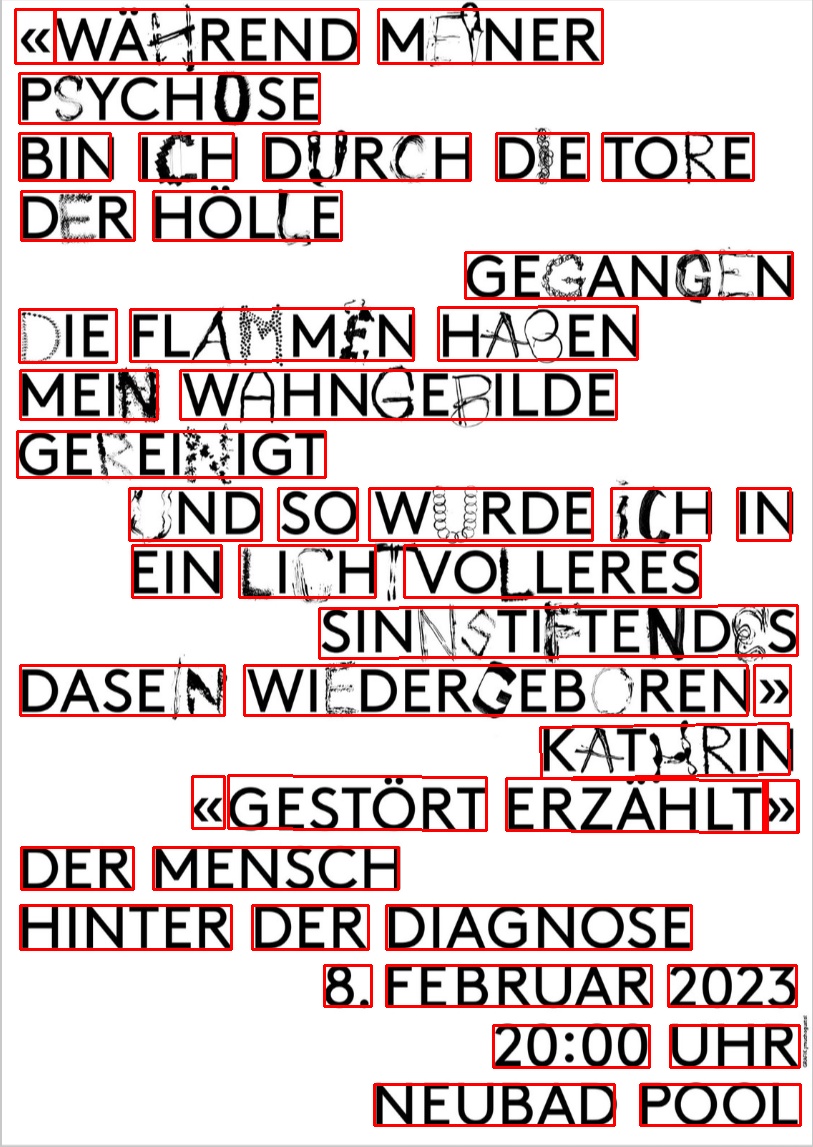 «WÄHREND MEINER
PSYCHOSE
BIN ICH DURCH DIE TORE
DER HÖLLE
GEGANGEN
DIE FLAMMEN HABEN
MEIN WAHNGEBILDE
GEREINIGT
UND SO WURDE ICH IN
EIN LICHTVOLLERES
SINNSTIFTENDES
DASEIN WIEDERGEBOREN»
KATHRIN
«GESTÖRT ERZÄHLT»
DER MENSCH
HINTER DER DIAGNOSE
8. FEBRUAR 2023
20:00 UHR
NEUBAD POOL